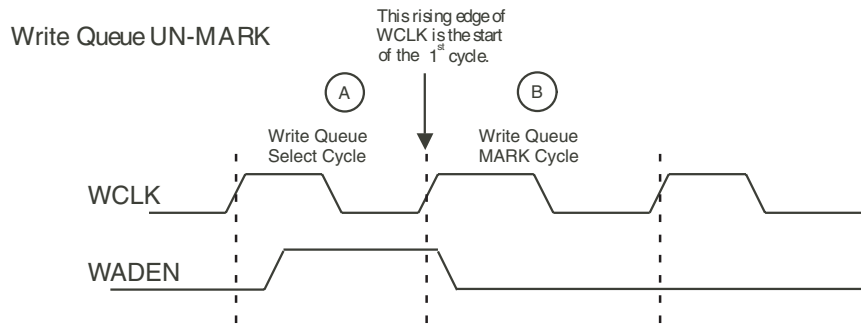 Write Queue UN-MARK
This rising edge of
WCLK is the start
of the 1st cycle.
A
B
Write Queue
Select Cycle
Write Queue
MARK Cycle
WCLK
WADEN